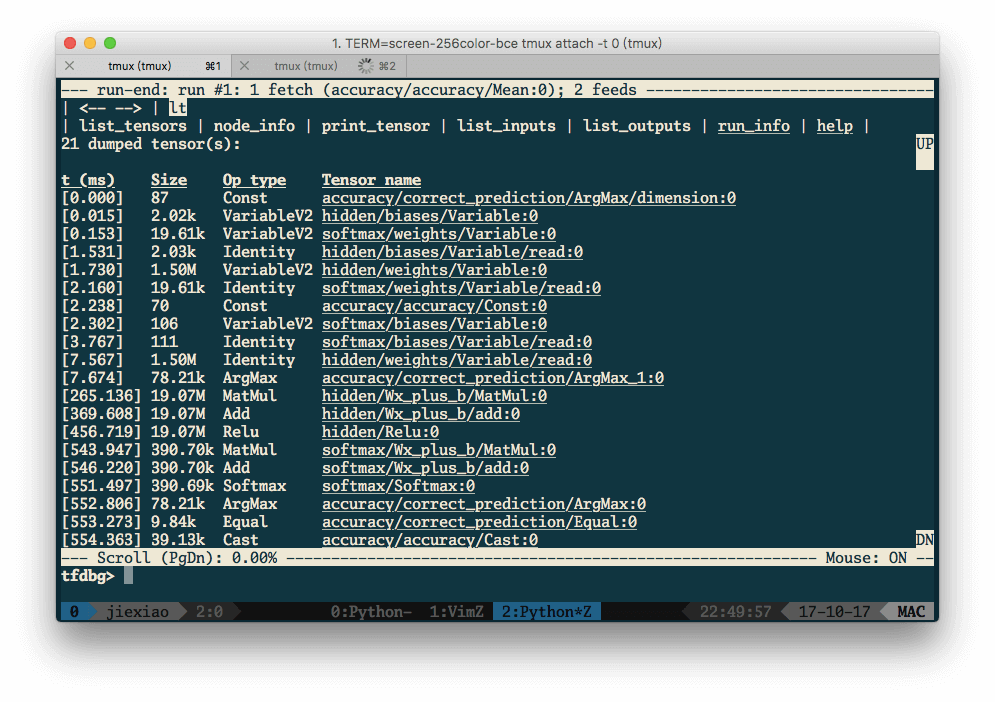 1. TERM=screen-256color-bce tmux attach -t 0 (tmux)
tmux (tmux) ⌘1 tmux (tmux) ⌘2
--- run-end: run #1: 1 fetch (accuracy/accuracy/Mean:0); 2 feeds --------------------------------
| <-- --> | lt
| list_tensors | node_info | print_tensor | list_inputs | list_outputs | run_info | help |
21 dumped tensor(s): UP
t (ms) Size Op type Tensor name
[0.000] 87 Const accuracy/correct_prediction/ArgMax/dimension:0
[0.015] 2.02k VariableV2 hidden/biases/Variable:0
[0.153] 19.61k VariableV2 softmax/weights/Variable:0
[1.531] 2.03k Identity hidden/biases/Variable/read:0
[1.730] 1.50M VariableV2 hidden/weights/Variable:0
[2.160] 19.61k Identity softmax/weights/Variable/read:0
[2.238] 70 Const accuracy/accuracy/Const:0
[2.302] 106 VariableV2 softmax/biases/Variable:0
[3.767] 111 Identity softmax/biases/Variable/read:0
[7.567] 1.50M Identity hidden/weights/Variable/read:0
[7.674] 78.21k ArgMax accuracy/correct_prediction/ArgMax_1:0
[265.136] 19.07M MatMul hidden/Wx_plus_b/MatMul:0
[369.608] 19.07M Add hidden/Wx_plus_b/add:0
[456.719] 19.07M Relu hidden/Relu:0
[543.947] 390.70k MatMul softmax/Wx_plus_b/MatMul:0
[546.220] 390.70k Add softmax/Wx_plus_b/add:0
[551.497] 390.69k Softmax softmax/Softmax:0
[552.806] 78.21k ArgMax accuracy/correct_prediction/ArgMax:0
[553.273] 9.84k Equal accuracy/correct_prediction/Equal:0
[554.363] 39.13k Cast accuracy/accuracy/Cast:0 DN
--- Scroll (PgDn): 0.00% ----------------------------------------------------------- Mouse: ON --
tfdbg>
0 jiexiao 2:0 0:Python- 1:VimZ 2:Python*Z 22:49:57 17-10-17 MAC